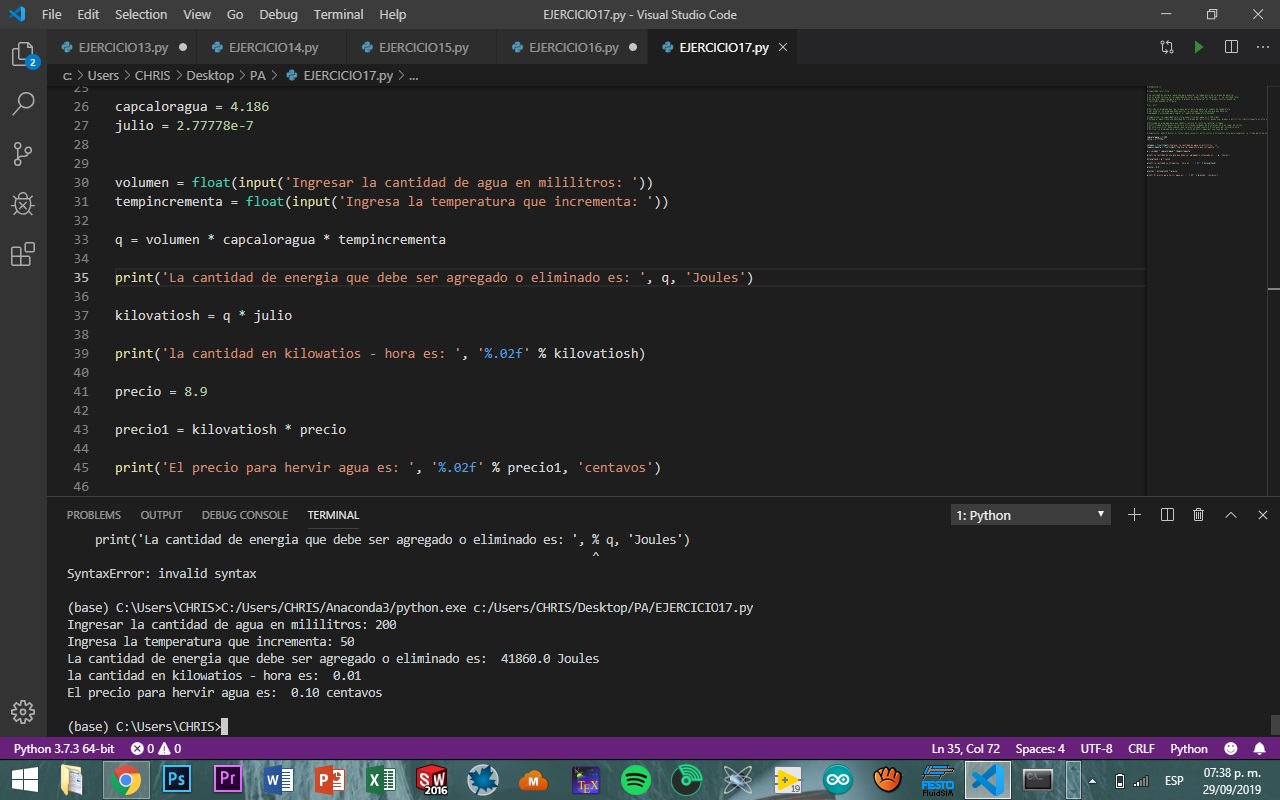 File Edit Selection View Go Debug Terminal Help EJERCICIO17.py - Visual Studio Code
EJERCICIO13.py EJERCICIO14.py EJERCICIO15.py EJERCICIO16.py EJERCICIO17.py
2
c: > Users > CHRIS > Desktop > PA > EJERCICIO17.py > ...
25
26 capcaloragua = 4.186
27 julio = 2.77778e-7
28
29
30 volumen = float(input('Ingresar la cantidad de agua en mililitros: '))
31 tempincrementa = float(input('Ingresa la temperatura que incrementa: '))
32
33 q = volumen * capcaloragua * tempincrementa
34
35 print('La cantidad de energia que debe ser agregado o eliminado es: ', q, 'Joules')
36
37 kilovatiosh = q * julio
38
39 print('la cantidad en kilowatios - hora es: ', '%.02f' % kilovatiosh)
40
41 precio = 8.9
42
43 precio1 = kilovatiosh * precio
44
45 print('El precio para hervir agua es: ', '%.02f' % precio1, 'centavos')
46
PROBLEMS OUTPUT DEBUG CONSOLE TERMINAL 1: Python
print('La cantidad de energia que debe ser agregado o eliminado es: ', % q, 'Joules')
^
SyntaxError: invalid syntax
(base) C:\Users\CHRIS>C:/Users/CHRIS/Anaconda3/python.exe c:/Users/CHRIS/Desktop/PA/EJERCICIO17.py
Ingresar la cantidad de agua en mililitros: 200
Ingresa la temperatura que incrementa: 50
La cantidad de energia que debe ser agregado o eliminado es:  41860.0 Joules
la cantidad en kilowatios - hora es:  0.01
El precio para hervir agua es:  0.10 centavos
(base) C:\Users\CHRIS>
Python 3.7.3 64-bit 0 0 Ln 35, Col 72 Spaces: 4 UTF-8 CRLF Python
Ps Pr W P X SW 2016 M TEX 19 FESTO FluidSIM ESP 07:38 p. m.
29/09/2019